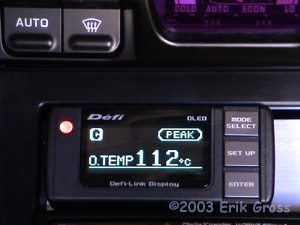 AUTO
COLD AUTO ECON LO
Defi OLED
C PEAK
O.TEMP 112°C
Defi-Link Display
MODE SELECT
SET UP
ENTER
©2003 Erik Gross